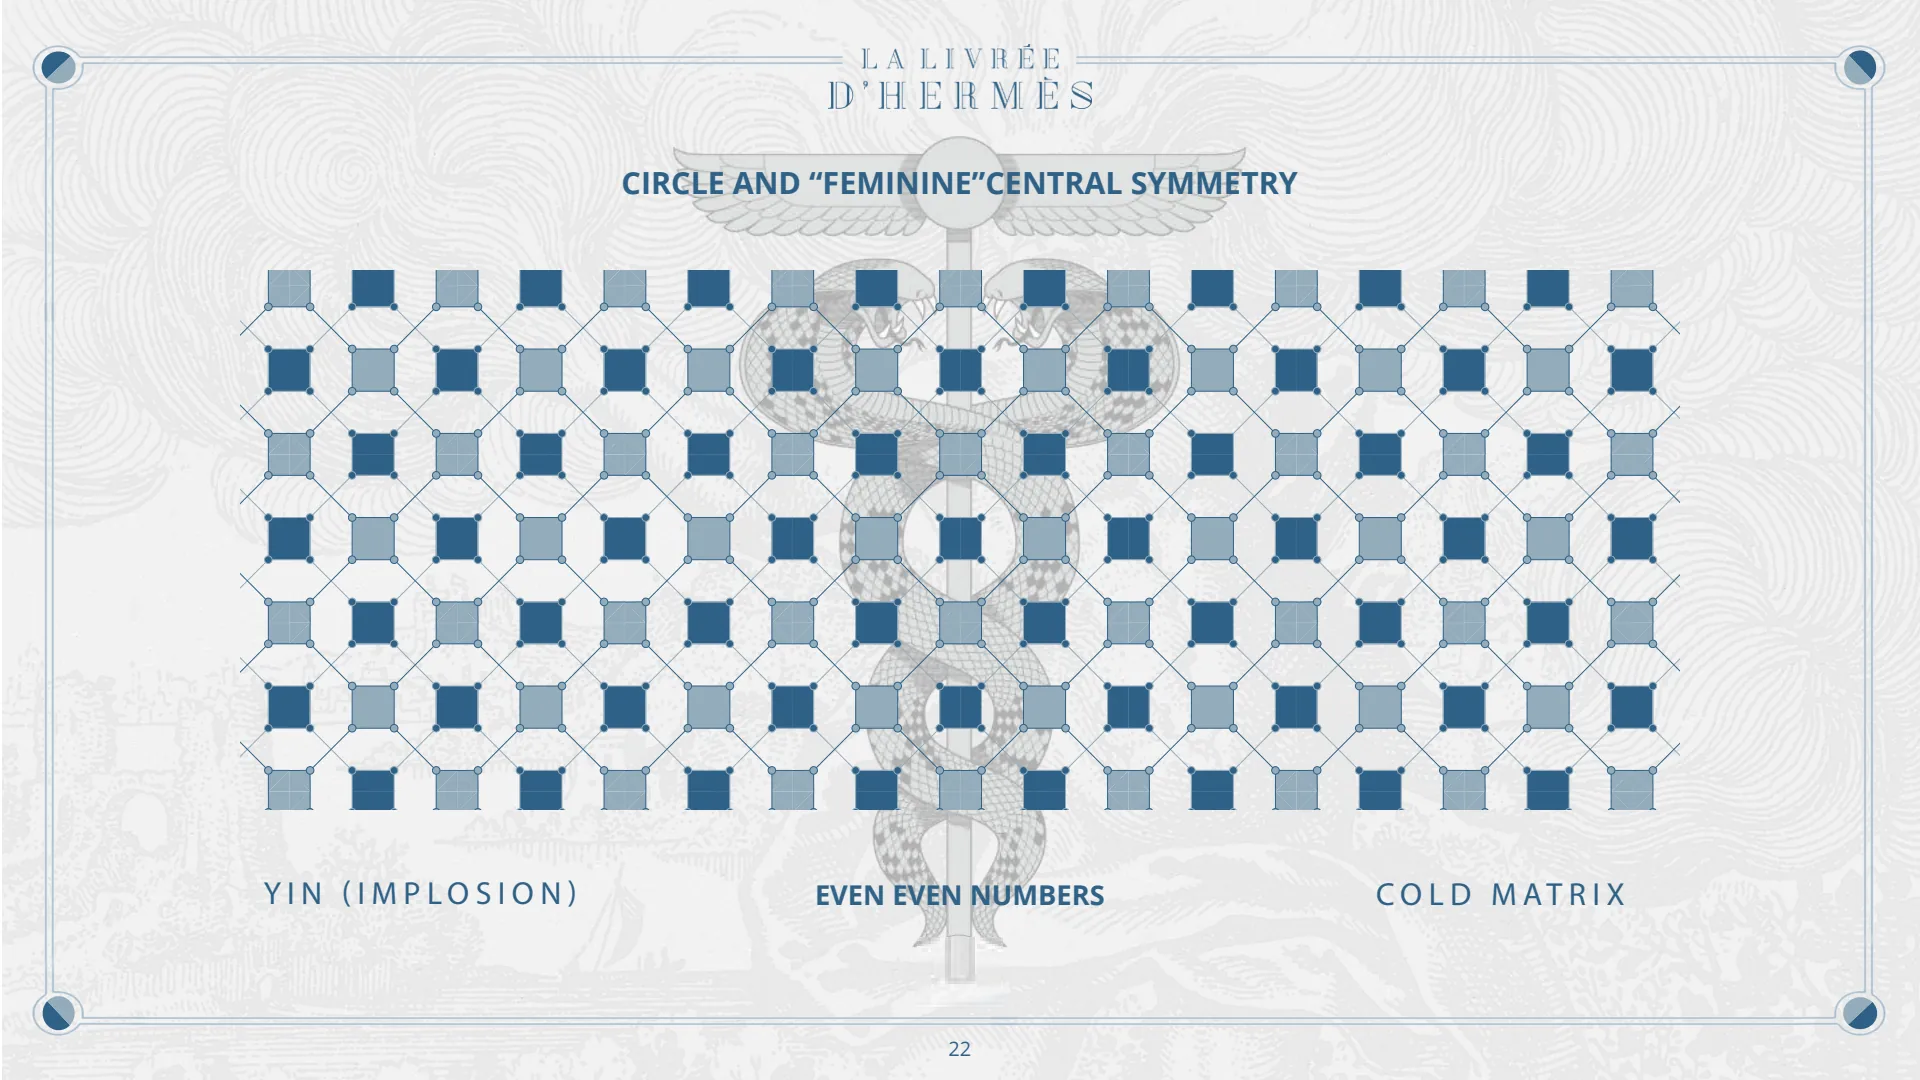 LA LIVRÉE
D’HERMÈS
CIRCLE AND “FEMININE”CENTRAL SYMMETRY
YIN (IMPLOSION)
EVEN EVEN NUMBERS
COLD MATRIX
22